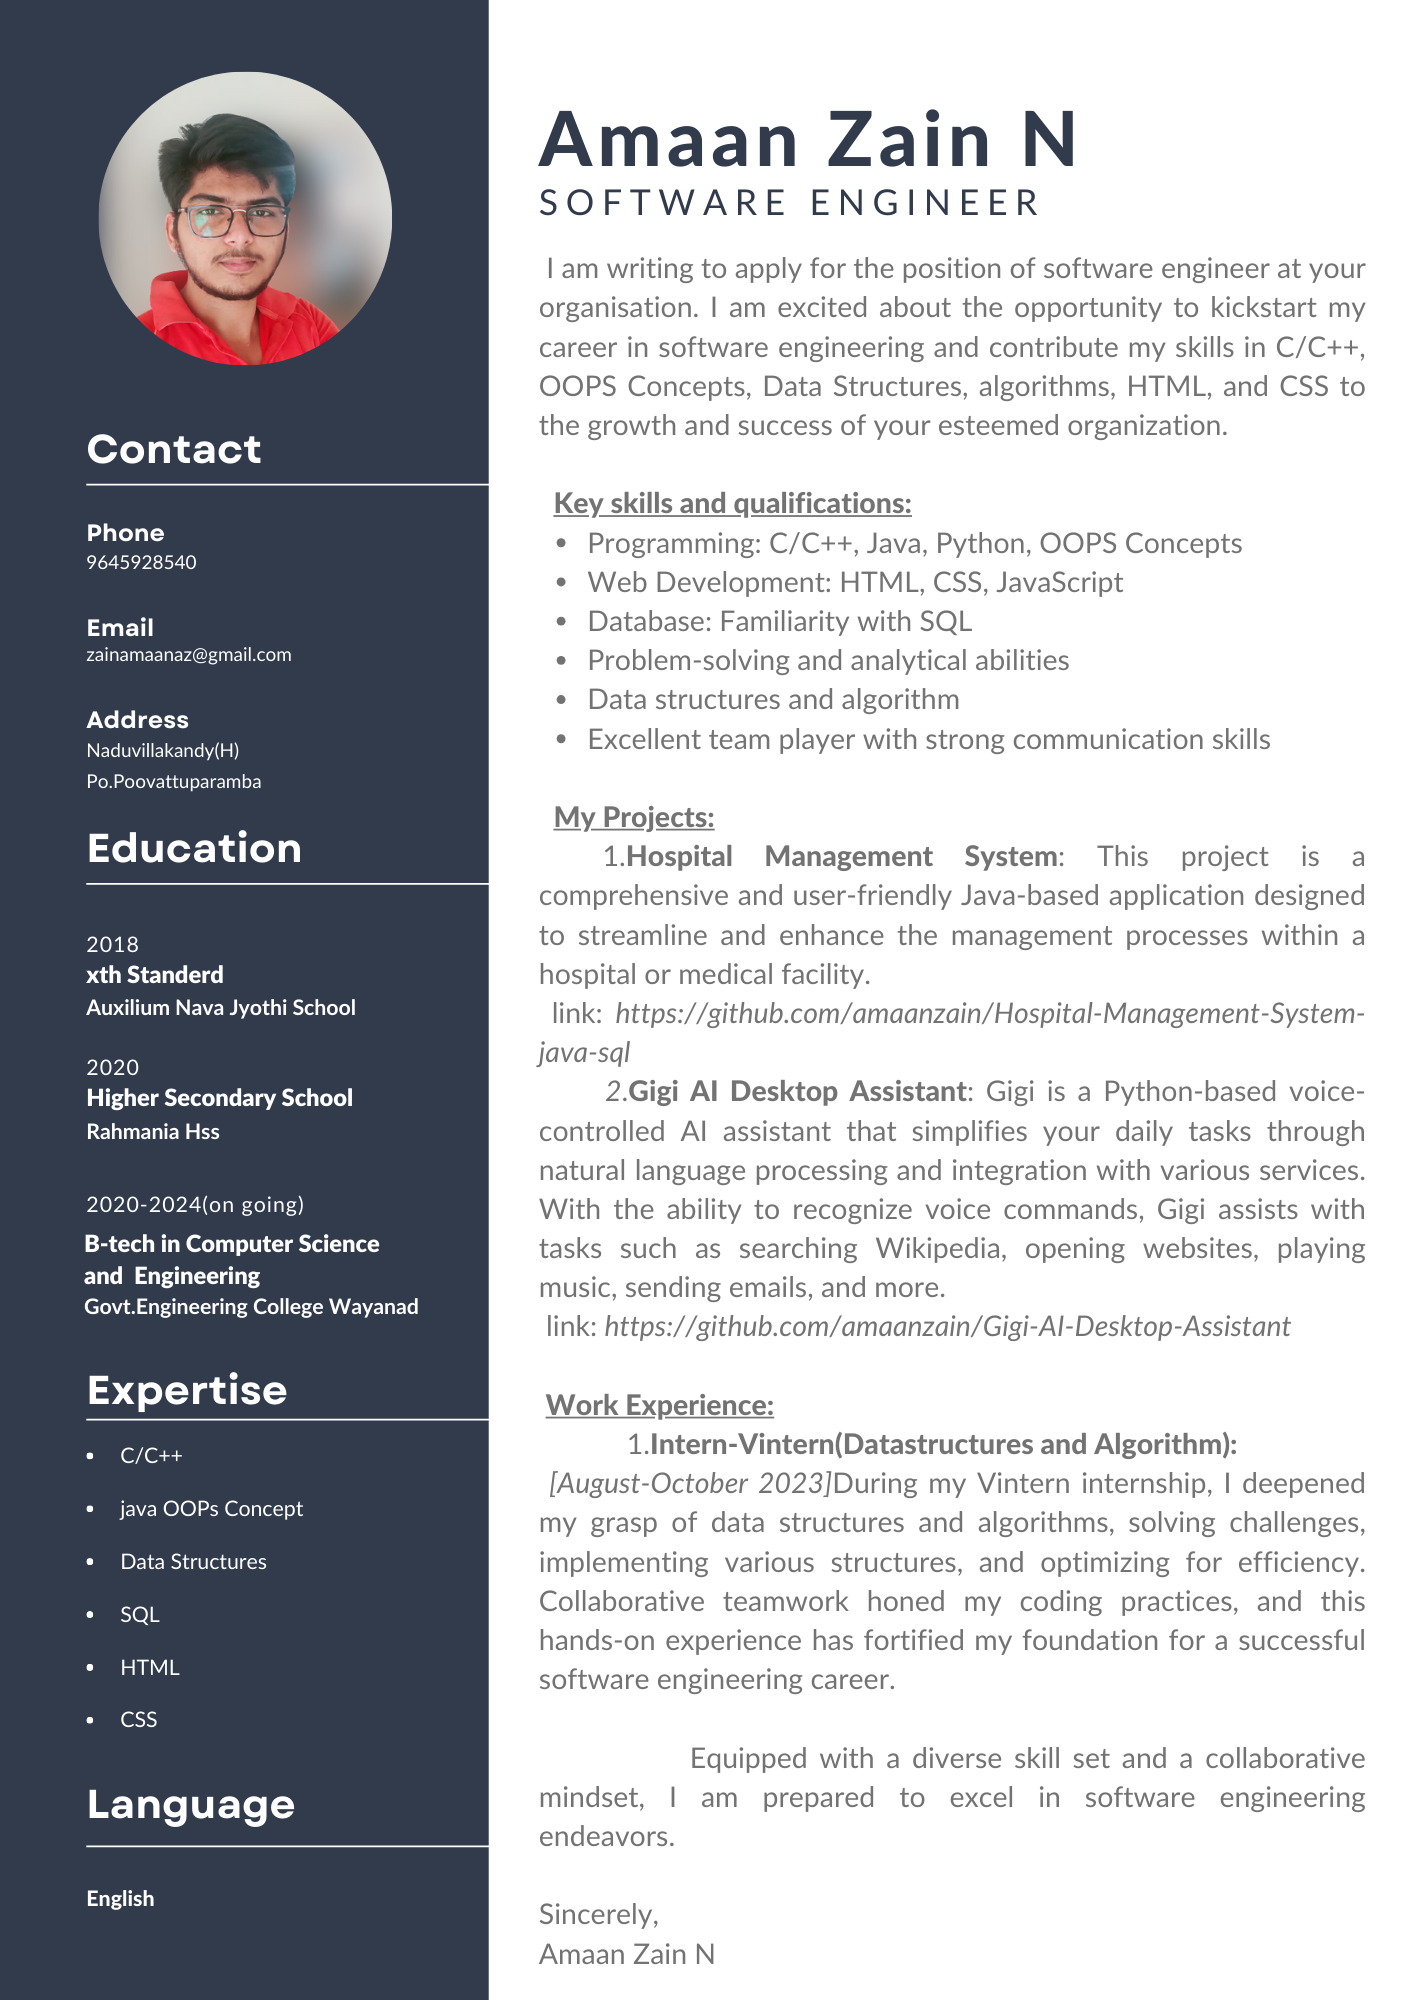 Contact
Phone
9645928540
Email
zainamaanaz@gmail.com
Address
Naduvillakandy(H)
Po.Poovattuparamba
Education
2018
xth Standerd
Auxilium Nava Jyothi School
2020
Higher Secondary School
Rahmania Hss
2020-2024(on going)
B-tech in Computer Science
and Engineering
Govt.Engineering College Wayanad
Expertise
• C/C++
• java OOPs Concept
• Data Structures
• SQL
• HTML
• CSS
Language
English
Amaan Zain N
SOFTWARE ENGINEER
I am writing to apply for the position of software engineer at your
organisation. I am excited about the opportunity to kickstart my
career in software engineering and contribute my skills in C/C++,
OOPS Concepts, Data Structures, algorithms, HTML, and CSS to
the growth and success of your esteemed organization.
Key skills and qualifications:
• Programming: C/C++, Java, Python, OOPS Concepts
• Web Development: HTML, CSS, JavaScript
• Database: Familiarity with SQL
• Problem-solving and analytical abilities
• Data structures and algorithm
• Excellent team player with strong communication skills
My Projects:
1.Hospital Management System: This project is a
comprehensive and user-friendly Java-based application designed
to streamline and enhance the management processes within a
hospital or medical facility.
link: https://github.com/amaanzain/Hospital-Management-System-
java-sql
2.Gigi AI Desktop Assistant: Gigi is a Python-based voice-
controlled AI assistant that simplifies your daily tasks through
natural language processing and integration with various services.
With the ability to recognize voice commands, Gigi assists with
tasks such as searching Wikipedia, opening websites, playing
music, sending emails, and more.
link: https://github.com/amaanzain/Gigi-AI-Desktop-Assistant
Work Experience:
1.Intern-Vintern(Datastructures and Algorithm):
[August-October 2023]During my Vintern internship, I deepened
my grasp of data structures and algorithms, solving challenges,
implementing various structures, and optimizing for efficiency.
Collaborative teamwork honed my coding practices, and this
hands-on experience has fortified my foundation for a successful
software engineering career.
Equipped with a diverse skill set and a collaborative
mindset, I am prepared to excel in software engineering
endeavors.
Sincerely,
Amaan Zain N